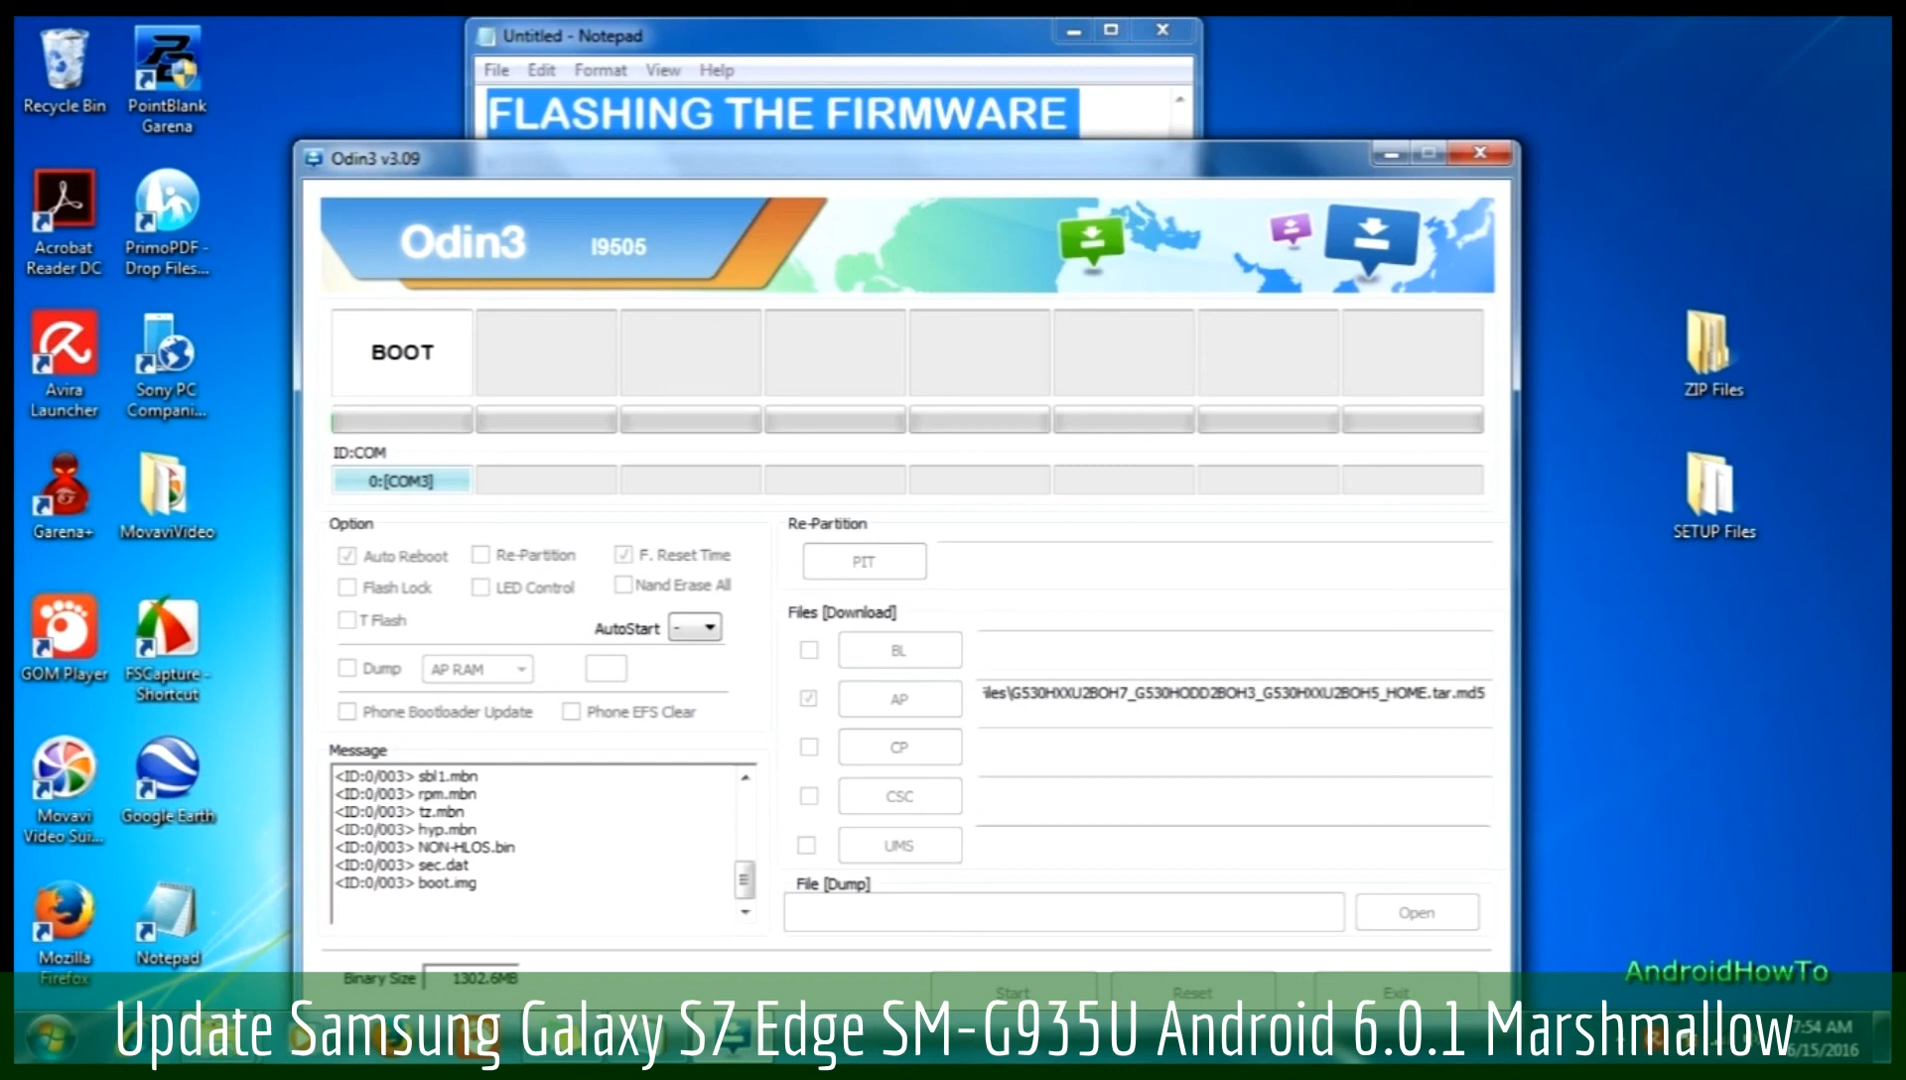 Recycle Bin
PointBlank
Garena
Acrobat
Reader DC
PrimoPDF -
Drop Files...
Avira
Launcher
Sony PC
Compani...
Garena+
MovaviVideo
GOM Player
FSCapture -
Shortcut
Movavi
Video Sui...
Google Earth
Mozilla
Firefox
Notepad
Untitled - Notepad
File Edit Format View Help
FLASHING THE FIRMWARE
Odin3 v3.09
Odin3 I9505
BOOT
ID:COM
0:[COM3]
Option
Auto Reboot Re-Partition F. Reset Time
Flash Lock LED Control Nand Erase All
T Flash
AutoStart -
Dump AP RAM
Phone Bootloader Update Phone EFS Clear
Message
<ID:0/003> sbl1.mbn
<ID:0/003> rpm.mbn
<ID:0/003> tz.mbn
<ID:0/003> hyp.mbn
<ID:0/003> NON-HLOS.bin
<ID:0/003> sec.dat
<ID:0/003> boot.img
Binary Size 1302.6MB
Re-Partition
PIT
Files [Download]
BL
AP iles\G530HXXU2BOH7_G530HODD2BOH3_G530HXXU2BOH5_HOME.tar.md5
CP
CSC
UMS
File [Dump]
Open
Start Reset Exit
ZIP Files
SETUP Files
AndroidHowTo
Update Samsung Galaxy S7 Edge SM-G935U Android 6.0.1 Marshmallow
7:54 AM
6/15/2016